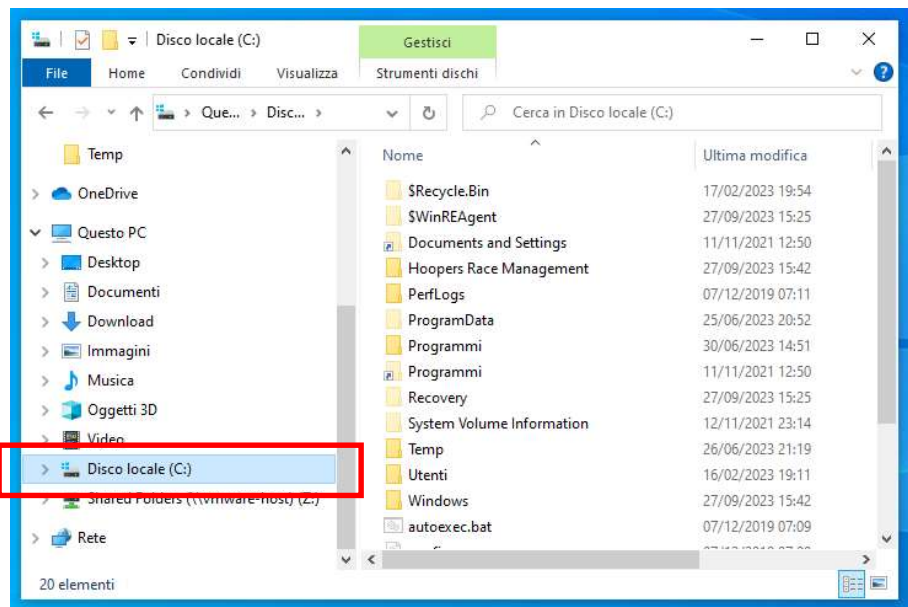 Disco locale (C:)
Gestisci
File Home Condividi Visualizza Strumenti dischi
Que... Disc...
Cerca in Disco locale (C:)
Temp
OneDrive
Questo PC
Desktop
Documenti
Download
Immagini
Musica
Oggetti 3D
Video
Disco locale (C:)
Shared Folders (\\vmware-host) (Z:)
Rete
Nome Ultima modifica
$Recycle.Bin 17/02/2023 19:54
$WinREAgent 27/09/2023 15:25
Documents and Settings 11/11/2021 12:50
Hoopers Race Management 27/09/2023 15:42
PerfLogs 07/12/2019 07:11
ProgramData 25/06/2023 20:52
Programmi 30/06/2023 14:51
Programmi 11/11/2021 12:50
Recovery 27/09/2023 15:25
System Volume Information 12/11/2021 23:14
Temp 26/06/2023 21:19
Utenti 16/02/2023 19:11
Windows 27/09/2023 15:42
autoexec.bat 07/12/2019 07:09
20 elementi